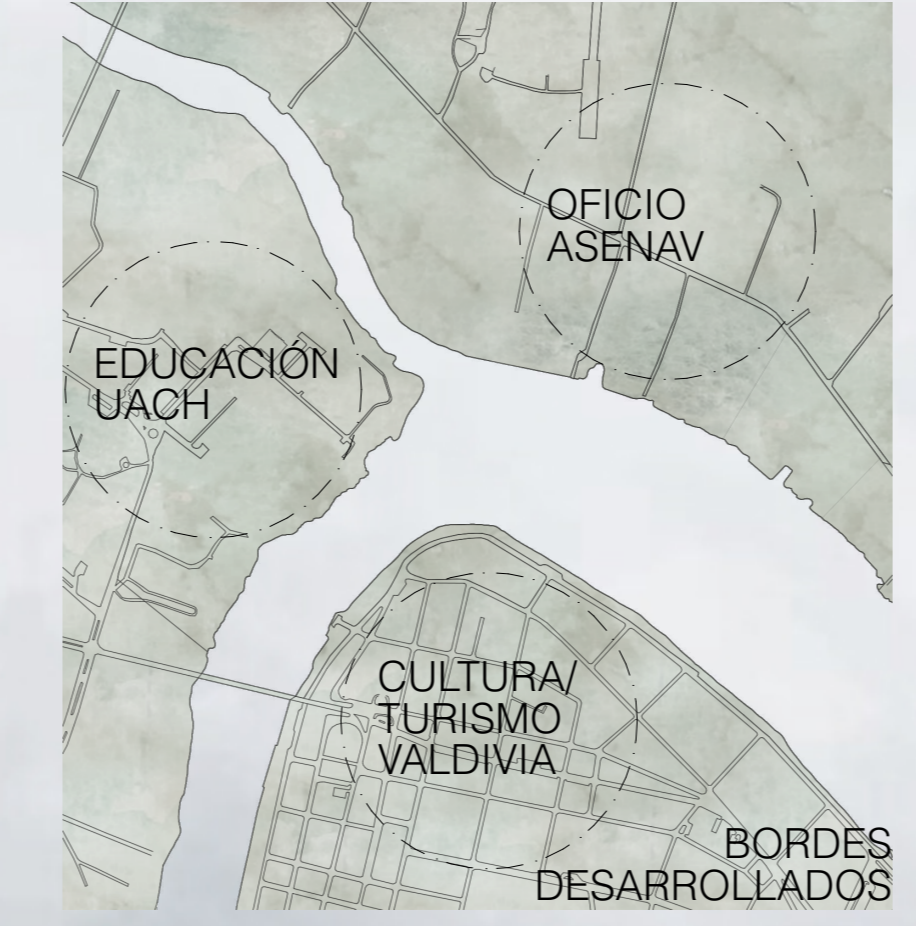 OFICIO
ASENAV
EDUCACIÓN
UACH
CULTURA/
TURISMO
VALDIVIA
BORDES
DESARROLLADOS